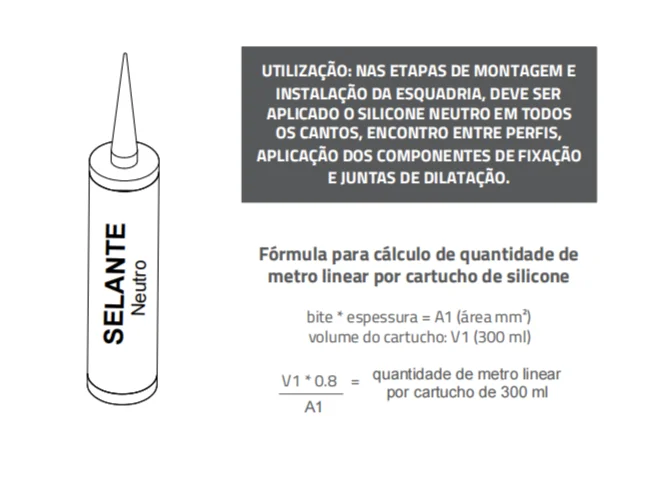 SELANTE
Neutro
UTILIZAÇÃO: NAS ETAPAS DE MONTAGEM E
INSTALAÇÃO DA ESQUADRIA, DEVE SER
APLICADO O SILICONE NEUTRO EM TODOS
OS CANTOS, ENCONTRO ENTRE PERFIS,
APLICAÇÃO DOS COMPONENTES DE FIXAÇÃO
E JUNTAS DE DILATAÇÃO.
Fórmula para cálculo de quantidade de
metro linear por cartucho de silicone
bite * espessura = A1 (área mm²)
volume do cartucho: V1 (300 ml)
V1 * 0.8 = quantidade de metro linear
por cartucho de 300 ml
A1